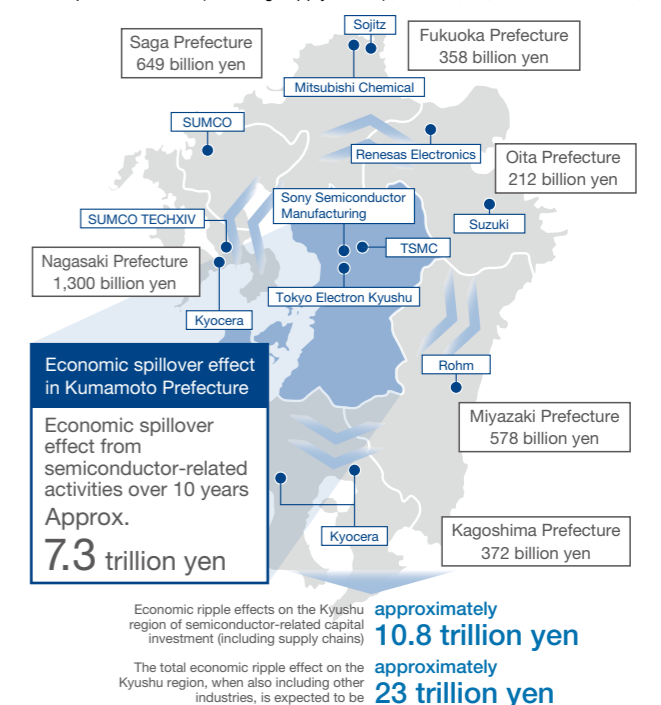 Sojitz
Fukuoka Prefecture
358 billion yen
Saga Prefecture
649 billion yen
Mitsubishi Chemical
SUMCO
Renesas Electronics
Oita Prefecture
212 billion yen
Sony Semiconductor
Manufacturing
SUMCO TECHXIV
Suzuki
TSMC
Nagasaki Prefecture
1,300 billion yen
Tokyo Electron Kyushu
Kyocera
Economic spillover effect
in Kumamoto Prefecture
Rohm
Economic spillover
effect from
semiconductor-related
activities over 10 years
Approx.
7.3 trillion yen
Miyazaki Prefecture
578 billion yen
Kyocera
Kagoshima Prefecture
372 billion yen
Economic ripple effects on the Kyushu
region of semiconductor-related capital
investment (including supply chains)
approximately
10.8 trillion yen
The total economic ripple effect on the
Kyushu region, when also including other
industries, is expected to be
approximately
23 trillion yen